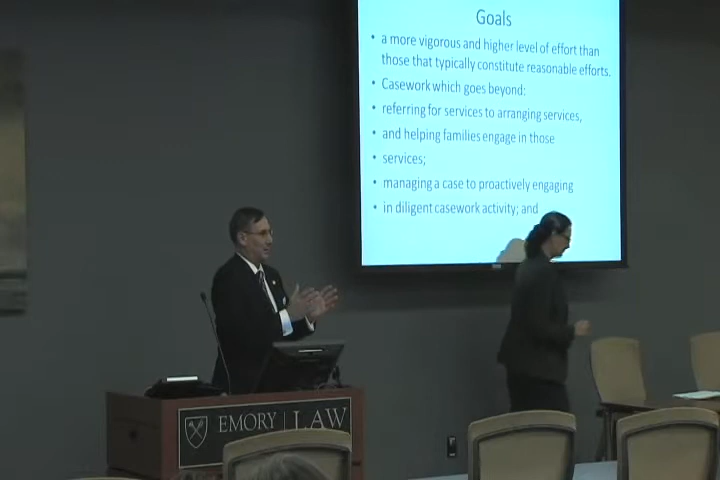 Goals
• a more vigorous and higher level of effort than
those that typically constitute reasonable efforts.
• Casework which goes beyond:
• referring for services to arranging services,
• and helping families engage in those
• services;
• managing a case to proactively engaging
• in diligent casework activity; and
EMORY | LAW